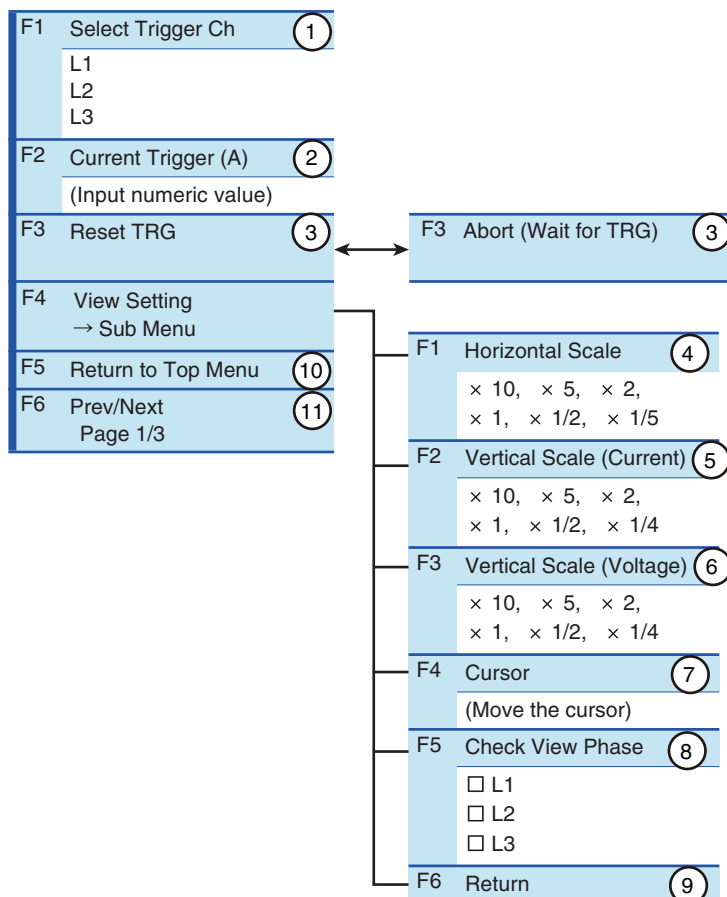 F1 Select Trigger Ch 1
L1
L2
L3
F2 Current Trigger (A) 2
(Input numeric value)
F3 Reset TRG 3
F3 Abort (Wait for TRG) 3
F4 View Setting
→ Sub Menu
F5 Return to Top Menu 10
F6 Prev/Next 11
Page 1/3
F1 Horizontal Scale 4
× 10, × 5, × 2,
× 1, × 1/2, × 1/5
F2 Vertical Scale (Current) 5
× 10, × 5, × 2,
× 1, × 1/2, × 1/4
F3 Vertical Scale (Voltage) 6
× 10, × 5, × 2,
× 1, × 1/2, × 1/4
F4 Cursor 7
(Move the cursor)
F5 Check View Phase 8
☐ L1
☐ L2
☐ L3
F6 Return 9